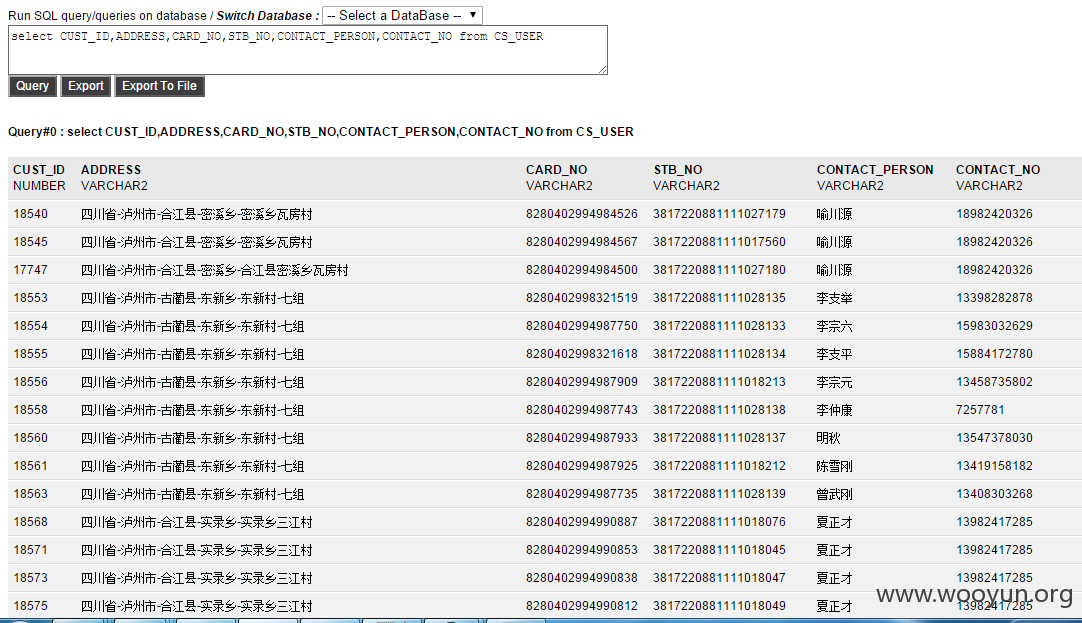 Run SQL query/queries on database / Switch Database : -- Select a DataBase --
select CUST_ID,ADDRESS,CARD_NO,STB_NO,CONTACT_PERSON,CONTACT_NO from CS_USER
Query Export Export To File
Query#0 : select CUST_ID,ADDRESS,CARD_NO,STB_NO,CONTACT_PERSON,CONTACT_NO from CS_USER
CUST_ID ADDRESS CARD_NO STB_NO CONTACT_PERSON CONTACT_NO
NUMBER VARCHAR2 VARCHAR2 VARCHAR2 VARCHAR2 VARCHAR2
18540 四川省-泸州市-合江县-密溪乡-密溪乡瓦房村 8280402994984526 3817220881111027179 喻川源 18982420326
18545 四川省-泸州市-合江县-密溪乡-密溪乡瓦房村 8280402994984567 3817220881111017560 喻川源 18982420326
17747 四川省-泸州市-合江县-密溪乡-合江县密溪乡瓦房村 8280402994984500 3817220881111027180 喻川源 18982420326
18553 四川省-泸州市-古蔺县-东新乡-东新村-七组 8280402998321519 3817220881111028135 李支举 13398282878
18554 四川省-泸州市-古蔺县-东新乡-东新村-七组 8280402994987750 3817220881111028133 李宗六 15983032629
18555 四川省-泸州市-古蔺县-东新乡-东新村-七组 8280402998321618 3817220881111028134 李支平 15884172780
18556 四川省-泸州市-古蔺县-东新乡-东新村-七组 8280402994987909 3817220881111018213 李宗元 13458735802
18558 四川省-泸州市-古蔺县-东新乡-东新村-七组 8280402994987743 3817220881111028138 李仲康 7257781
18560 四川省-泸州市-古蔺县-东新乡-东新村-七组 8280402994987933 3817220881111028137 明秋 13547378030
18561 四川省-泸州市-古蔺县-东新乡-东新村-七组 8280402994987925 3817220881111018212 陈雪刚 13419158182
18563 四川省-泸州市-古蔺县-东新乡-东新村-七组 8280402994987735 3817220881111028139 曾武刚 13408303268
18568 四川省-泸州市-合江县-实录乡-实录乡三江村 8280402994990887 3817220881111018076 夏正才 13982417285
18571 四川省-泸州市-合江县-实录乡-实录乡三江村 8280402994990853 3817220881111018045 夏正才 13982417285
18573 四川省-泸州市-合江县-实录乡-实录乡三江村 8280402994990838 3817220881111018047 夏正才 13982417285
18575 四川省-泸州市-合江县-实录乡-实录乡三江村 8280402994990812 3817220881111018049 夏正才 13982417285
www.wooyun.org